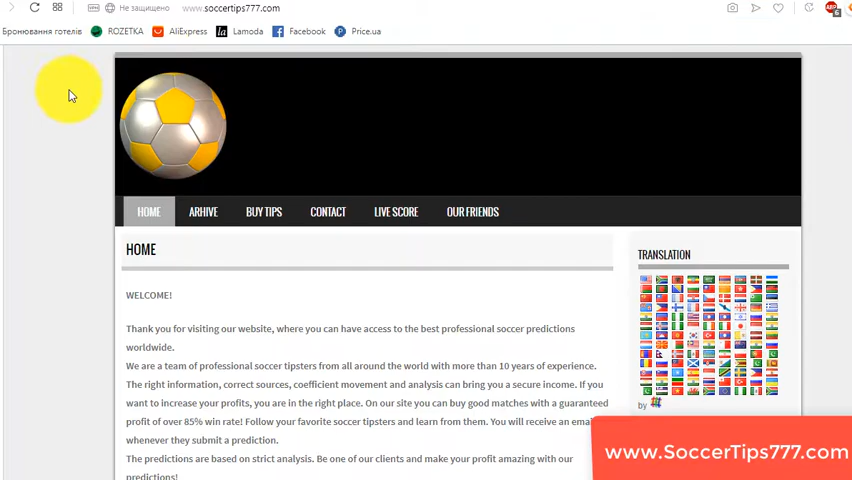 Не защищено www.soccertips777.com
Бронювання готелів ROZETKA AliExpress la Lamoda Facebook P Price.ua
HOME ARHIVE BUY TIPS CONTACT LIVE SCORE OUR FRIENDS
HOME
WELCOME!
Thank you for visiting our website, where you can have access to the best professional soccer predictions
worldwide.
We are a team of professional soccer tipsters from all around the world with more than 10 years of experience.
The right information, correct sources, coefficient movement and analysis can bring you a secure income. If you
want to increase your profits, you are in the right place. On our site you can buy good matches with a guaranteed
profit of over 85% win rate! Follow your favorite soccer tipsters and learn from them. You will receive an
whenever they submit a prediction.
The predictions are based on strict analysis. Be one of our clients and make your profit amazing with our
predictions!
TRANSLATION
by
www.SoccerTips777.com